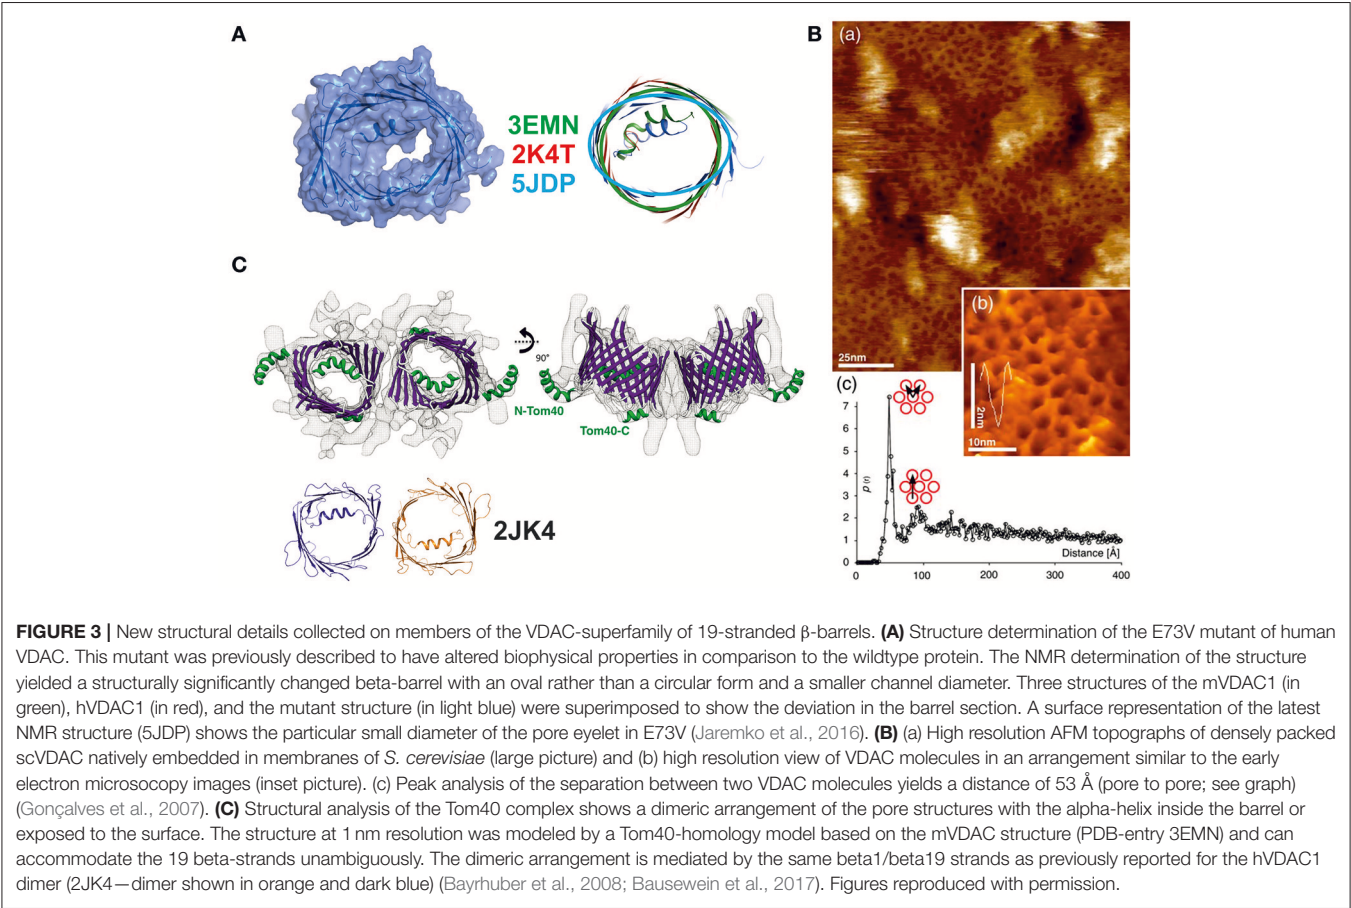 A
3EMN
2K4T
5JDP
B
(a)
25nm
(b)
2nm
10nm
(c)
7
6
5
4
3
2
1
0
p (r)
0
100
200
300
400
Distance [Å]
C
90°
N-Tom40
Tom40-C
2JK4
FIGURE 3 | New structural details collected on members of the VDAC-superfamily of 19-stranded β-barrels. (A) Structure determination of the E73V mutant of human
VDAC. This mutant was previously described to have altered biophysical properties in comparison to the wildtype protein. The NMR determination of the structure
yielded a structurally significantly changed beta-barrel with an oval rather than a circular form and a smaller channel diameter. Three structures of the mVDAC1 (in
green), hVDAC1 (in red), and the mutant structure (in light blue) were superimposed to show the deviation in the barrel section. A surface representation of the latest
NMR structure (5JDP) shows the particular small diameter of the pore eyelet in E73V (Jaremko et al., 2016). (B) (a) High resolution AFM topographs of densely packed
scVDAC natively embedded in membranes of S. cerevisiae (large picture) and (b) high resolution view of VDAC molecules in an arrangement similar to the early
electron microsocopy images (inset picture). (c) Peak analysis of the separation between two VDAC molecules yields a distance of 53 Å (pore to pore; see graph)
(Gonçalves et al., 2007). (C) Structural analysis of the Tom40 complex shows a dimeric arrangement of the pore structures with the alpha-helix inside the barrel or
exposed to the surface. The structure at 1 nm resolution was modeled by a Tom40-homology model based on the mVDAC structure (PDB-entry 3EMN) and can
accommodate the 19 beta-strands unambiguously. The dimeric arrangement is mediated by the same beta1/beta19 strands as previously reported for the hVDAC1
dimer (2JK4—dimer shown in orange and dark blue) (Bayrhuber et al., 2008; Bausewein et al., 2017). Figures reproduced with permission.